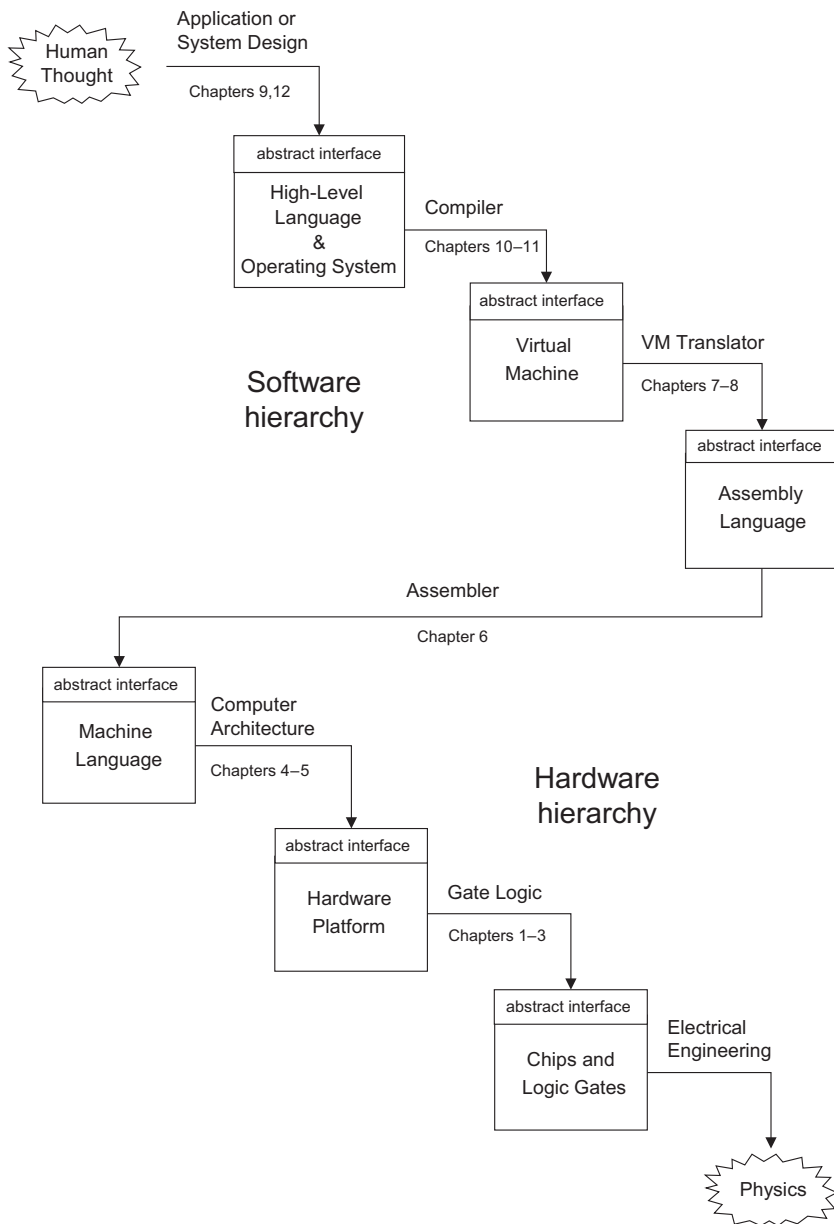 Application or
System Design
Human
Thought
Chapters 9,12
abstract interface
High-Level
Language
&
Operating System
Compiler
Chapters 10–11
abstract interface
Virtual
Machine
VM Translator
Chapters 7–8
Software
hierarchy
abstract interface
Assembly
Language
Assembler
Chapter 6
abstract interface
Machine
Language
Computer
Architecture
Chapters 4–5
Hardware
hierarchy
abstract interface
Hardware
Platform
Gate Logic
Chapters 1–3
abstract interface
Chips and
Logic Gates
Electrical
Engineering
Physics